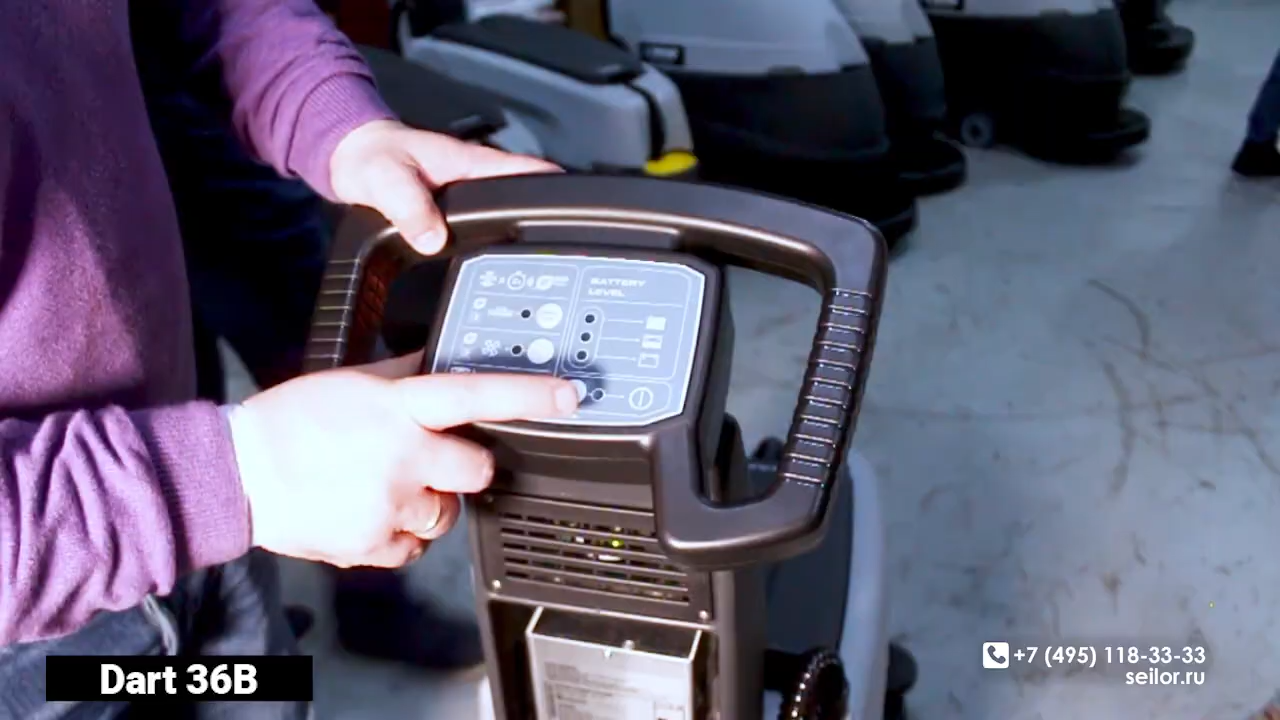 BATTERY
LEVEL
Dart 36B
+7 (495) 118-33-33
seilor.ru